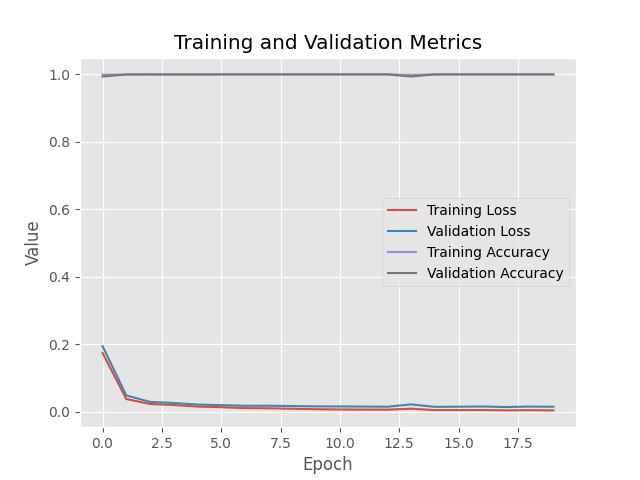 Training and Validation Metrics
1.0
0.8
0.6
0.4
0.2
0.0
Value
Training Loss
Validation Loss
Training Accuracy
Validation Accuracy
0.0 2.5 5.0 7.5 10.0 12.5 15.0 17.5
Epoch